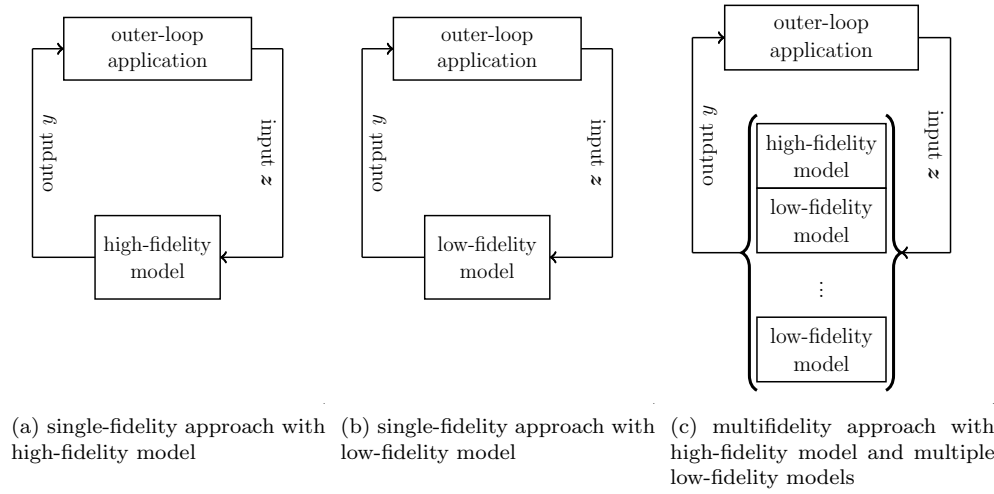 outer-loop
application
output y
input z
high-fidelity
model
outer-loop
application
output y
input z
low-fidelity
model
outer-loop
application
output y
input z
high-fidelity
model
low-fidelity
model
⋮
low-fidelity
model
(a) single-fidelity approach with
high-fidelity model
(b) single-fidelity approach with
low-fidelity model
(c) multifidelity approach with
high-fidelity model and multiple
low-fidelity models